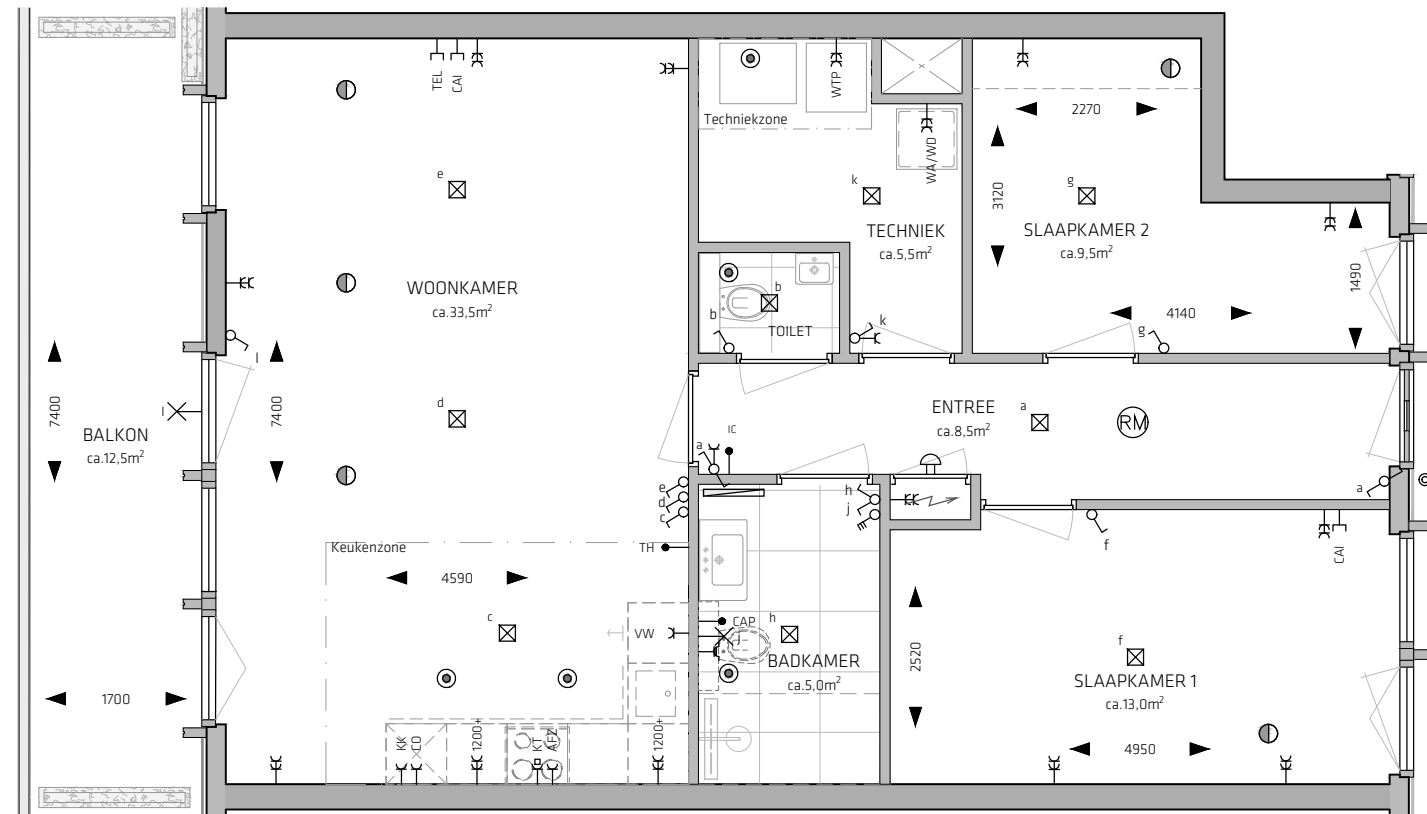 TEL
CAI
e
WOONKAMER
ca.33,5m²
l
7400
7400
l
BALKON
ca.12,5m²
d
Keukenzone
4590
c
1700
KK
CO
1200+
KT
AFZ
1200+
VW
TH
e
d
c
Techniekzone
WTP
WA/WD
k
TECHNIEK
ca.5,5m²
b
b
TOILET
k
2270
3120
g
SLAAPKAMER 2
ca.9,5m²
1490
4140
g
ENTREE
ca.8,5m²
a
RM
IC
a
a
h
j
CAP
j
h
BADKAMER
ca.5,0m²
f
CAI
2520
f
SLAAPKAMER 1
ca.13,0m²
4950